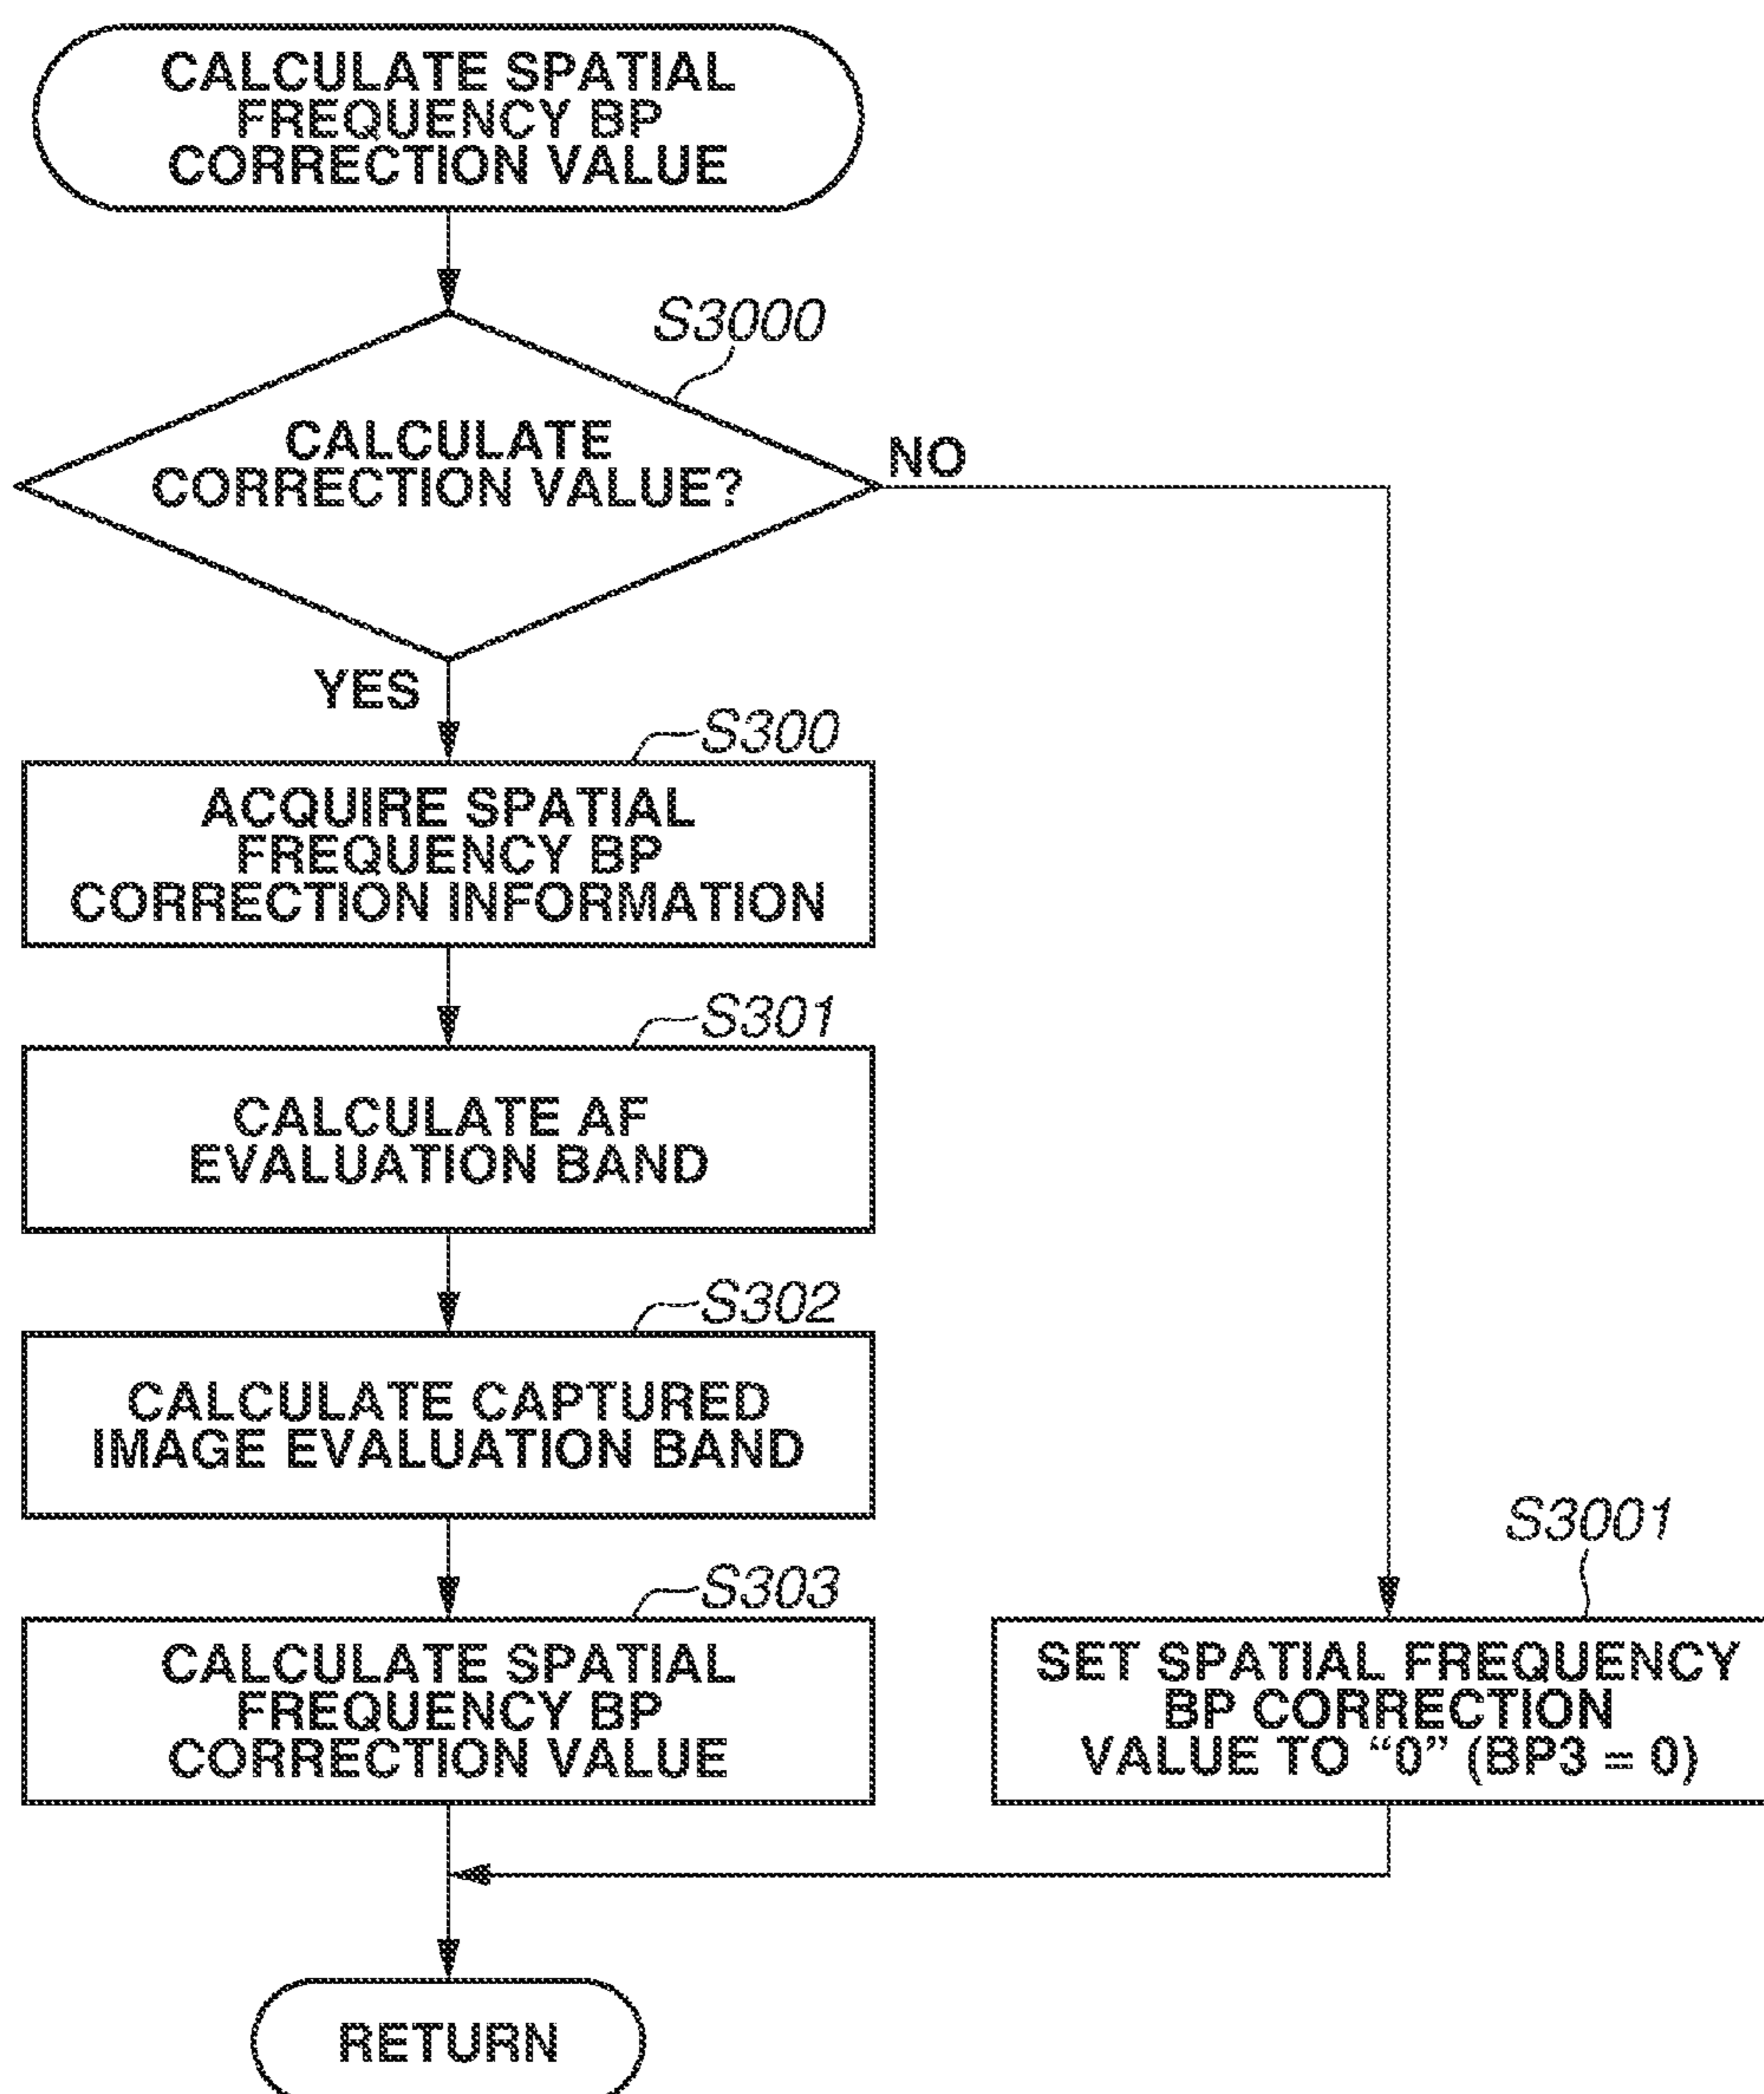 CALCULATE SPATIAL
FREQUENCY BP
CORRECTION VALUE
S3000
CALCULATE
CORRECTION VALUE?
NO
YES
S300
ACQUIRE SPATIAL
FREQUENCY BP
CORRECTION INFORMATION
S301
CALCULATE AF
EVALUATION BAND
S302
CALCULATE CAPTURED
IMAGE EVALUATION BAND
S303
CALCULATE SPATIAL
FREQUENCY BP
CORRECTION VALUE
S3001
SET SPATIAL FREQUENCY
BP CORRECTION
VALUE TO “0” (BP3 = 0)
RETURN